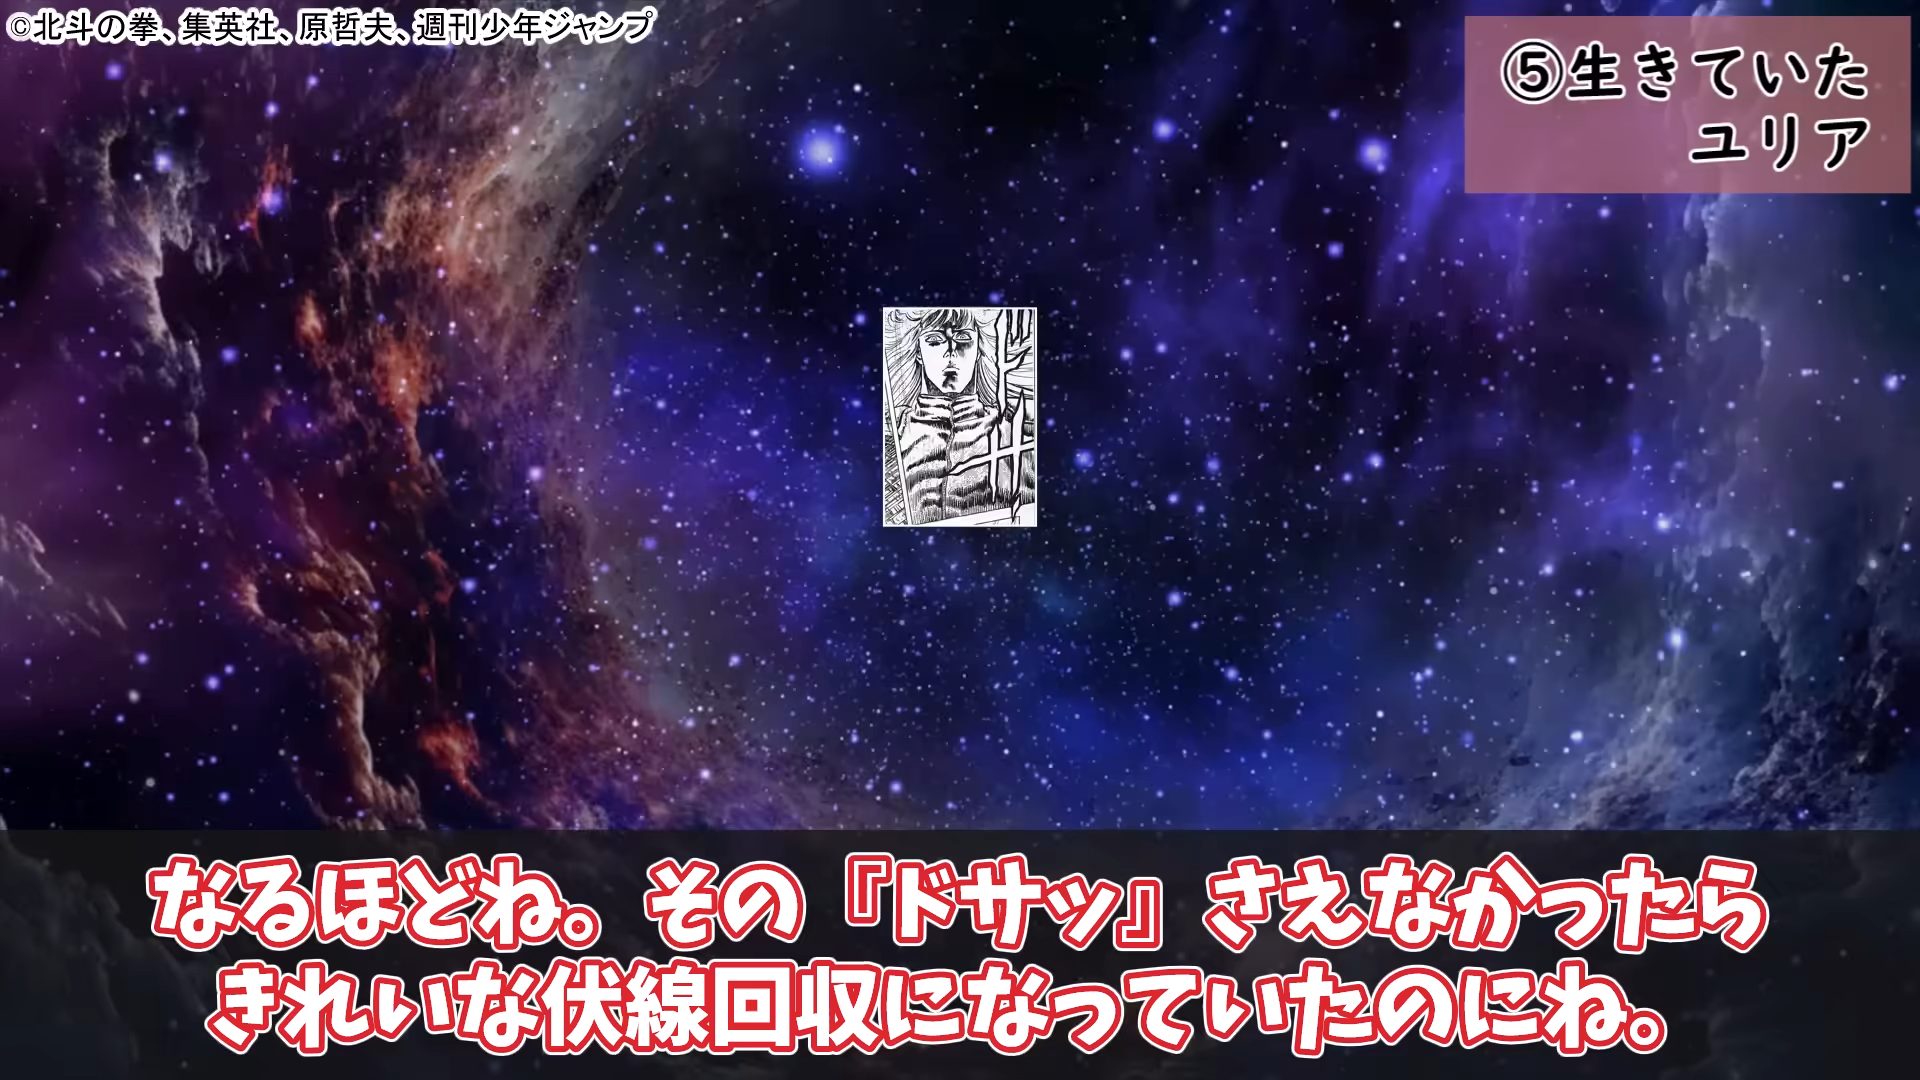 ©北斗の拳、集英社、原哲夫、週刊少年ジャンプ
⑤生きていた
ユリア
ドサッ
なるほどね。その『ドサッ』さえなかったら
きれいな伏線回収になっていたのにね。